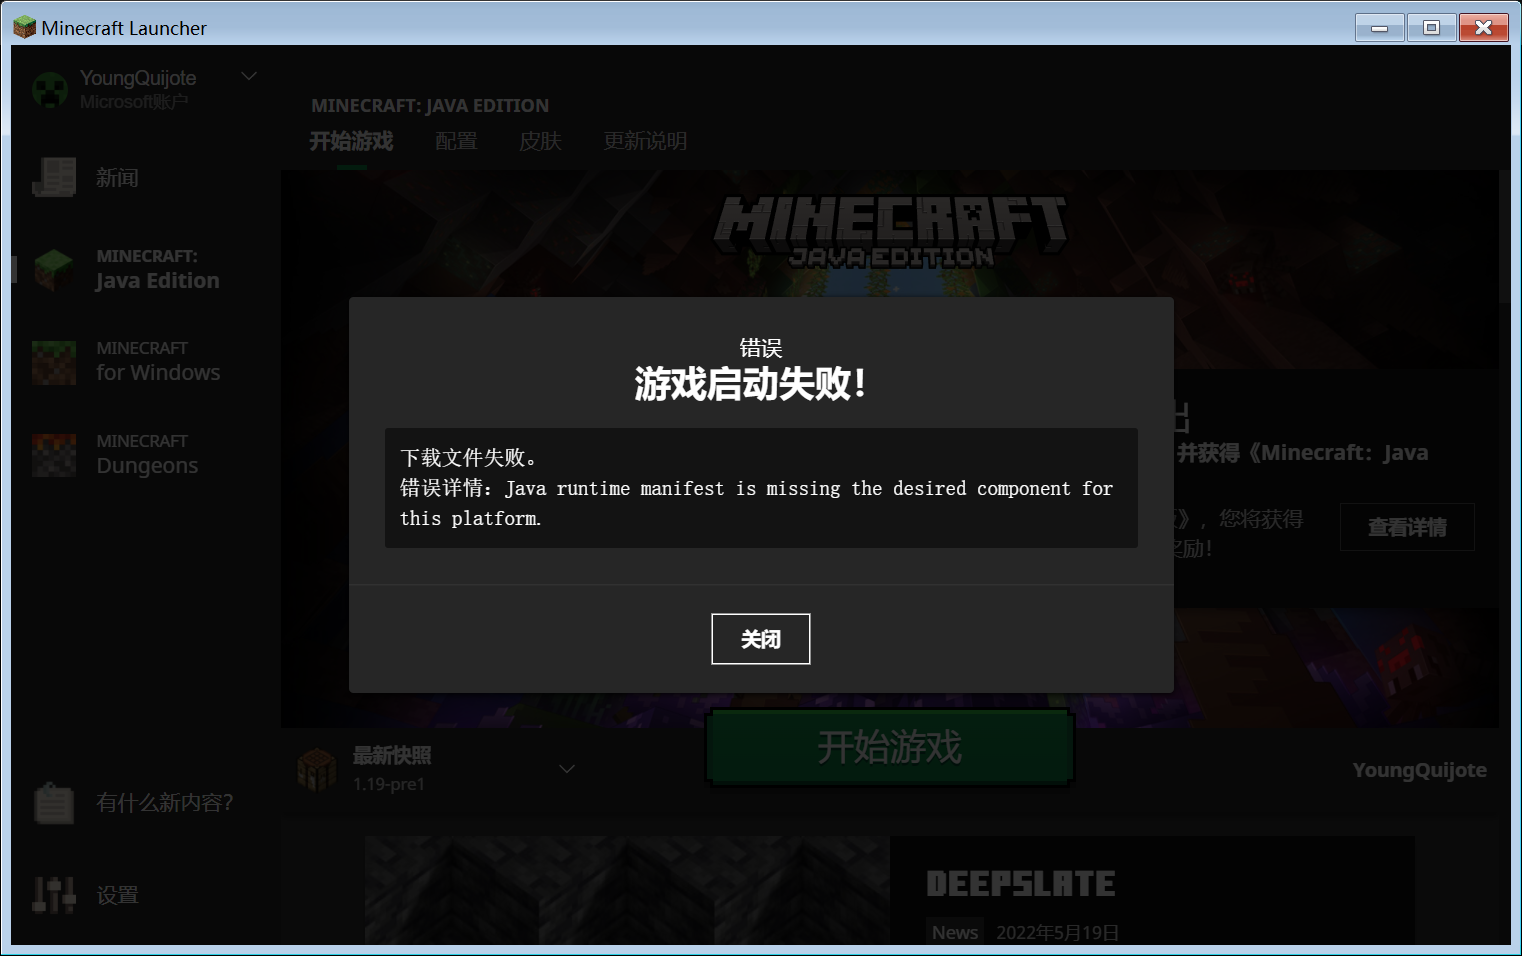 Minecraft Launcher
YoungQuijote
Microsoft账户
新闻
MINECRAFT:
Java Edition
MINECRAFT
for Windows
MINECRAFT
Dungeons
有什么新内容?
设置
MINECRAFT: JAVA EDITION
开始游戏 配置 皮肤 更新说明
MINECRAFT
JAVA EDITION
错误
游戏启动失败!
下载文件失败。
错误详情: Java runtime manifest is missing the desired component for
this platform.
关闭
出
并获得《Minecraft: Java
》, 您将获得
奖励!
查看详情
最新快照
1.19-pre1
开始游戏
YoungQuijote
DEEPSLATE
News 2022年5月19日